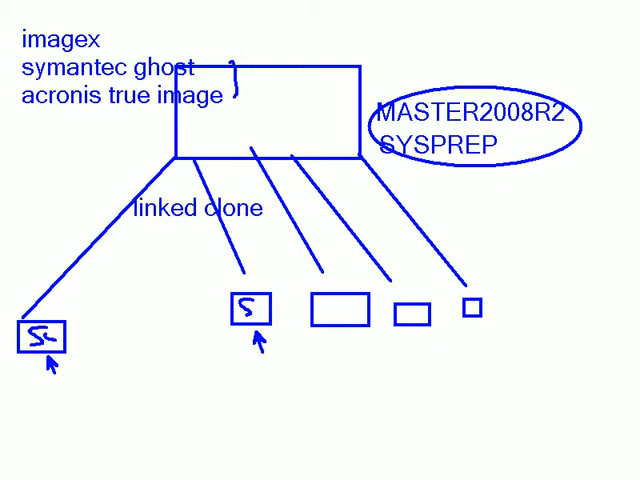 imagex
symantec ghost
acronis true image
MASTER2008R2
SYSPREP
linked clone
S